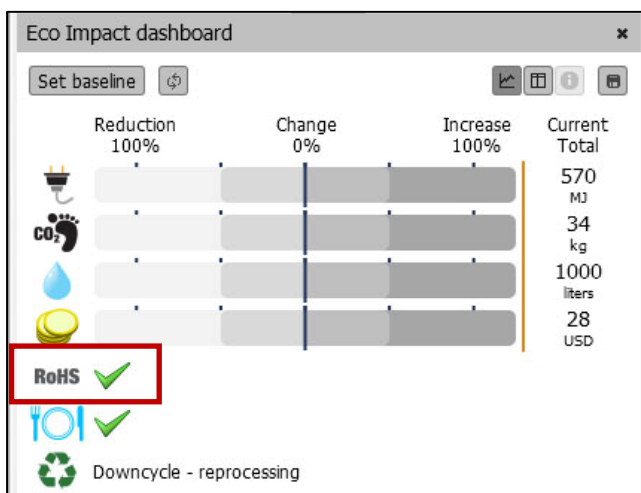 Eco Impact dashboard
Set baseline
Reduction Change Increase Current
100% 0% 100% Total
570
MJ
CO2
34
kg
1000
liters
28
USD
RoHS
Downcycle - reprocessing